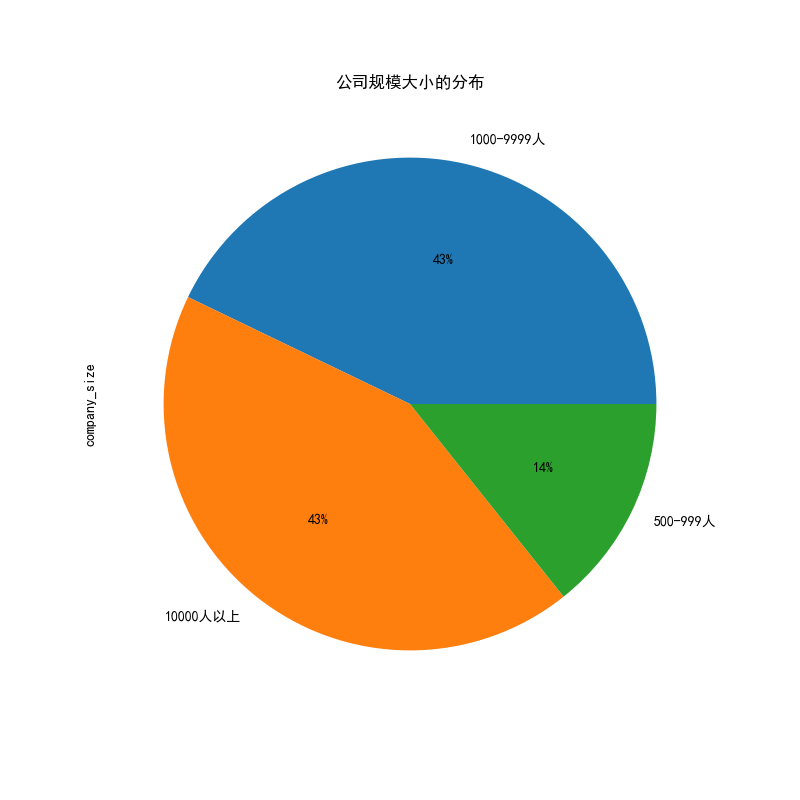 公司规模大小的分布
1000-9999人
43%
company_size
14%
43%
500-999人
10000人以上